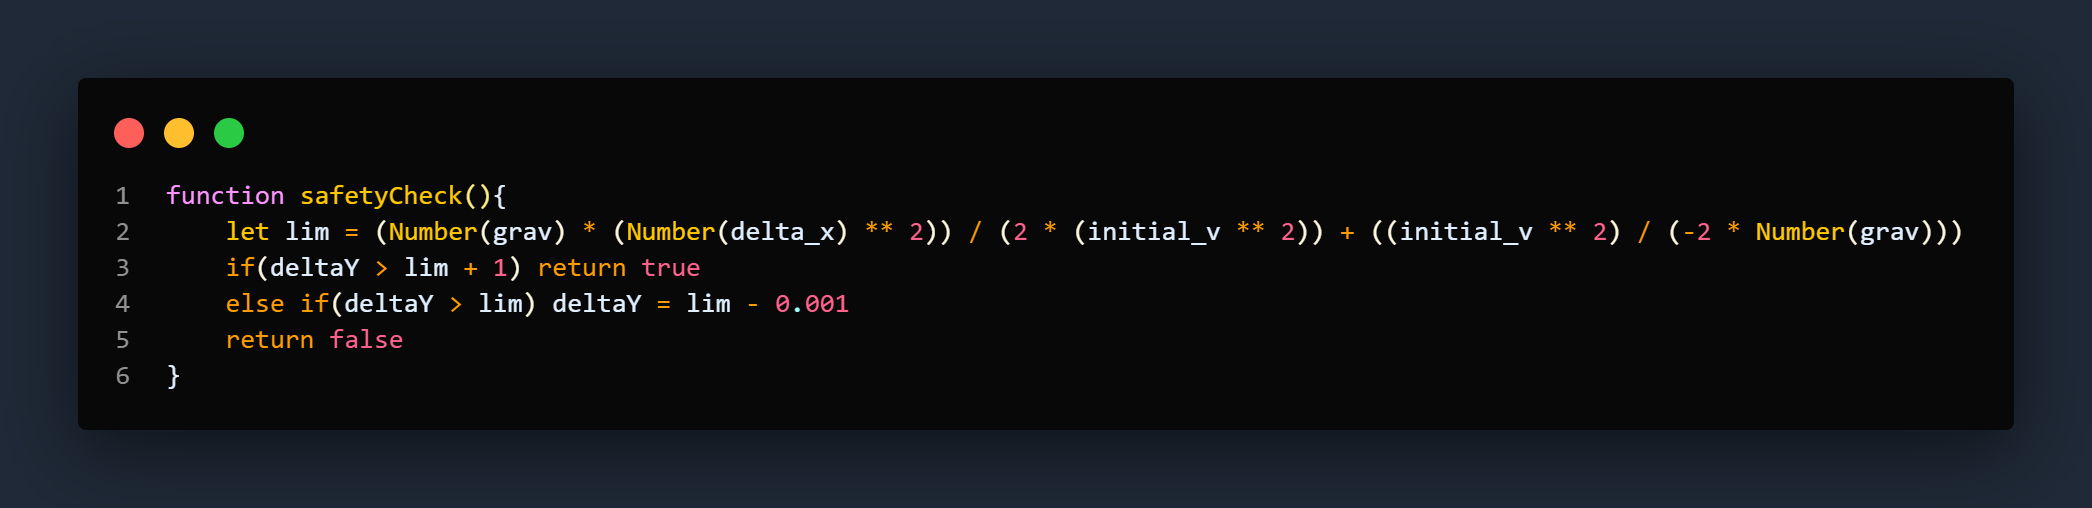 1 function safetyCheck(){
2 let lim = (Number(grav) * (Number(delta_x) ** 2)) / (2 * (initial_v ** 2)) + ((initial_v ** 2) / (-2 * Number(grav)))
3 if(deltaY > lim + 1) return true
4 else if(deltaY > lim) deltaY = lim - 0.001
5 return false
6 }